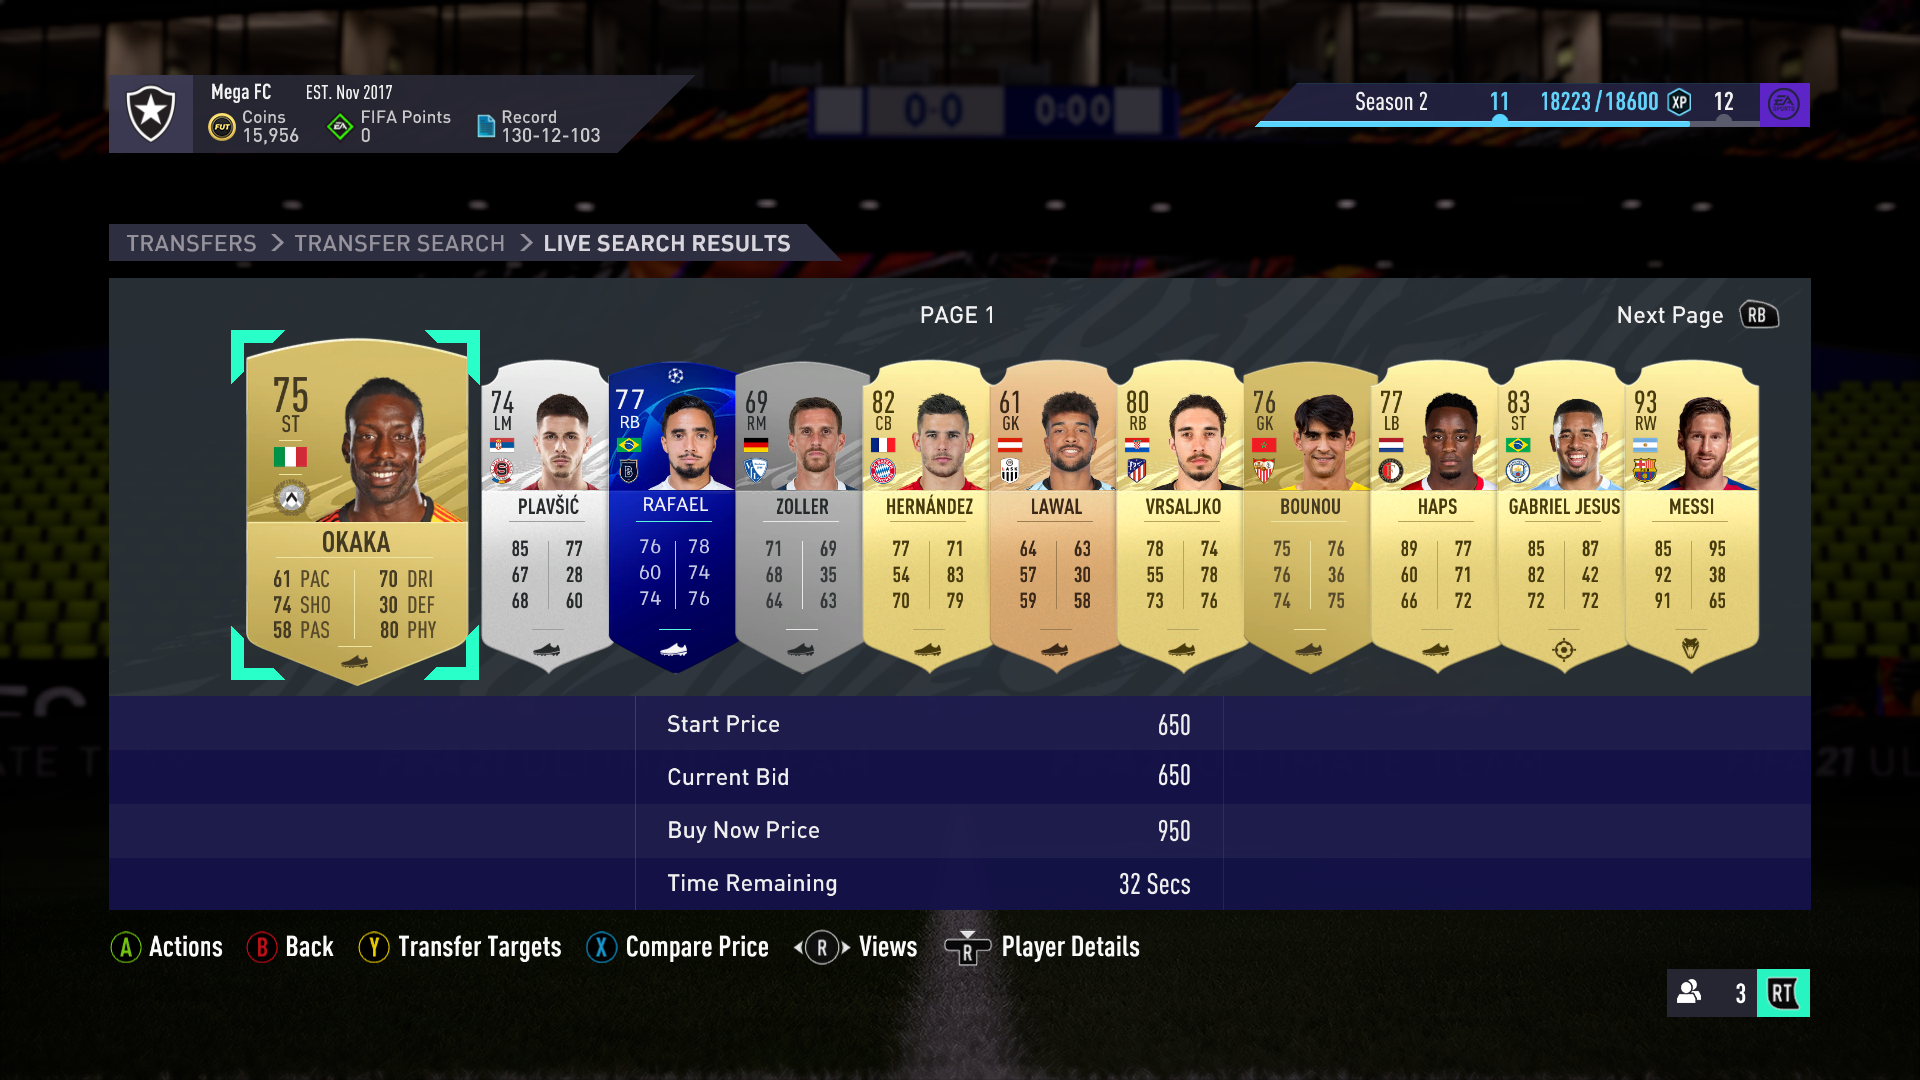 Mega FC EST. Nov 2017
Coins 15,956
FIFA Points 0
Record 130-12-103
0-0 0:00
Season 2 11 18223/18600 XP 12
TRANSFERS > TRANSFER SEARCH > LIVE SEARCH RESULTS
PAGE 1
Next Page RB
75
ST
OKAKA
61 PAC 70 DRI
74 SHO 30 DEF
58 PAS 80 PHY
74
LM
PLAVŠIĆ
85 77
67 28
68 60
77
RB
RAFAEL
76 78
60 74
74 76
69
RM
ZOLLER
71 69
68 35
64 63
82
CB
HERNÁNDEZ
77 71
54 83
70 79
61
GK
LAWAL
64 63
57 30
59 58
80
RB
VRSALJKO
78 74
55 78
73 76
76
GK
BOUNOU
75 76
76 36
74 75
77
LB
HAPS
89 77
60 71
66 72
83
ST
GABRIEL JESUS
85 87
82 42
72 72
93
RW
MESSI
85 95
92 38
91 65
Start Price 650
Current Bid 650
Buy Now Price 950
Time Remaining 32 Secs
A Actions B Back Y Transfer Targets X Compare Price R Views R Player Details
3 RT